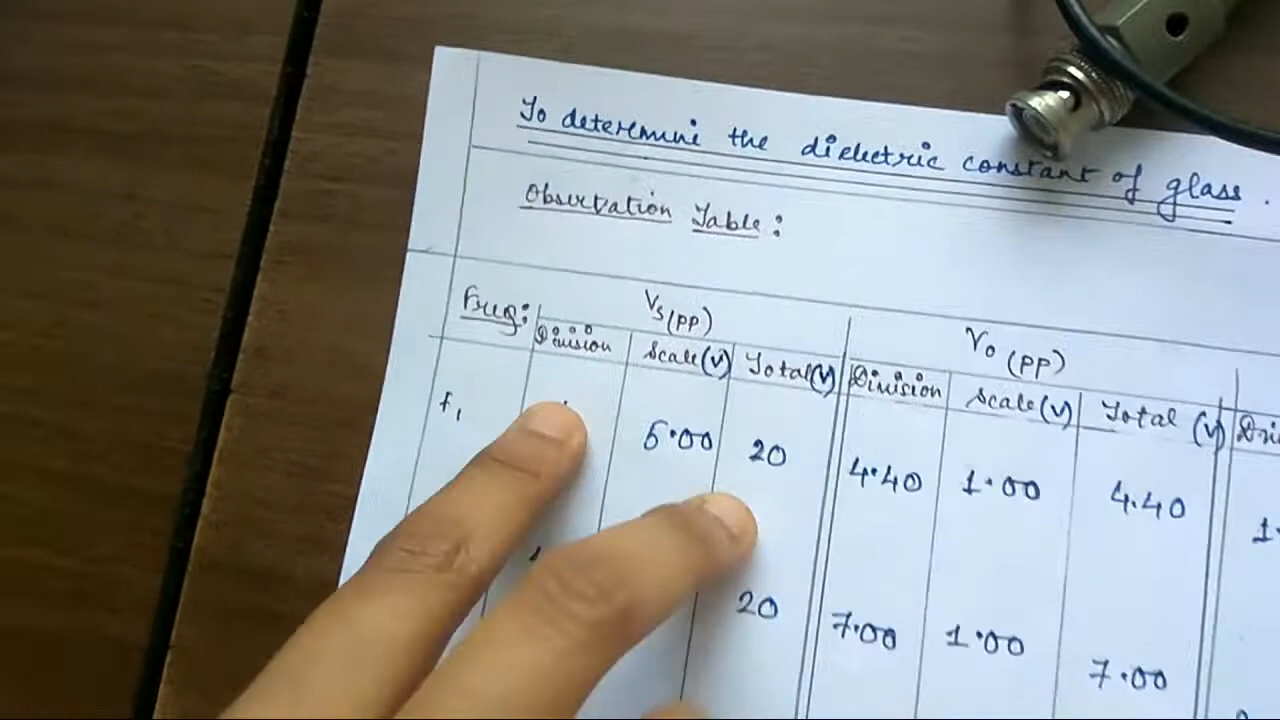 To determine the dielectric constant of glass.
Observation Table:
Freq: Vs(PP) Vo(PP)
Division Scale(V) Total(V) Division Scale(V) Total (V)
f1 5.00 20 4.40 1.00 4.40
20 7.00 1.00 7.00